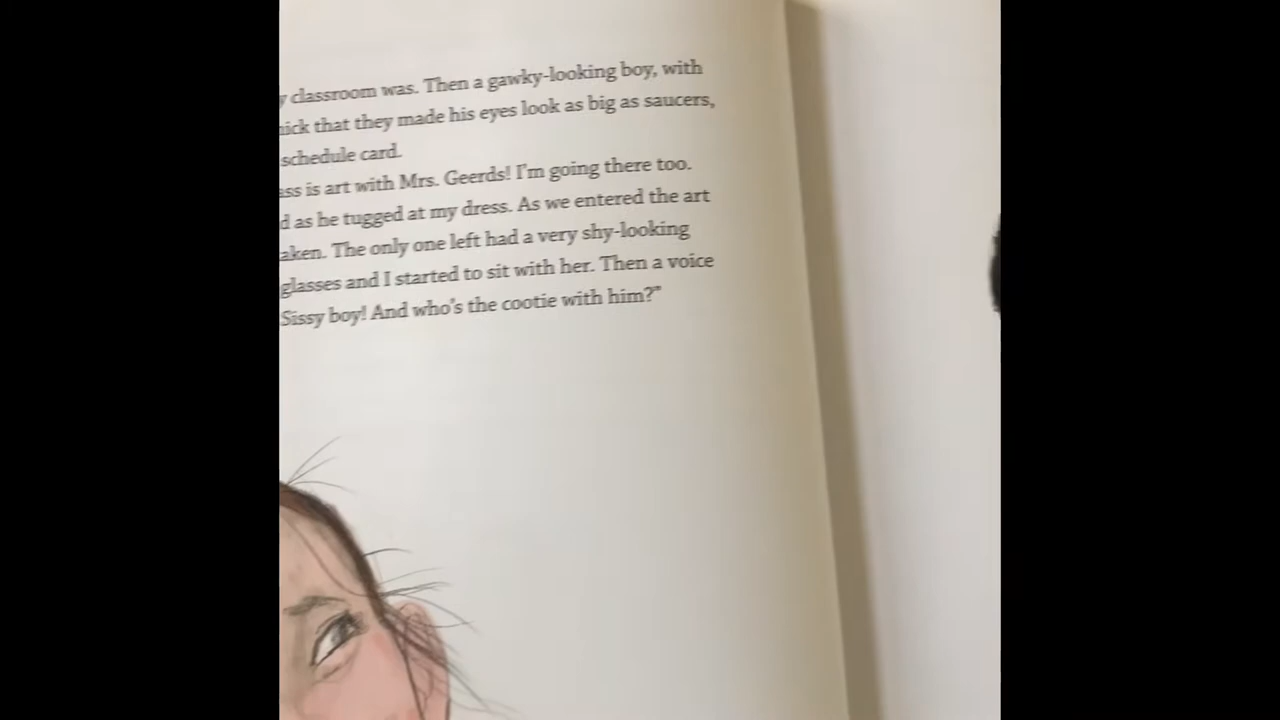 classroom was. Then a gawky-looking boy, with
that they made his eyes look as big as saucers,
schedule card.
is art with Mrs. Geerds! I'm going there too.
as he tugged at my dress. As we entered the art
The only one left had a very shy-looking
glasses and I started to sit with her. Then a voice
Sissy boy! And who's the cootie with him?"